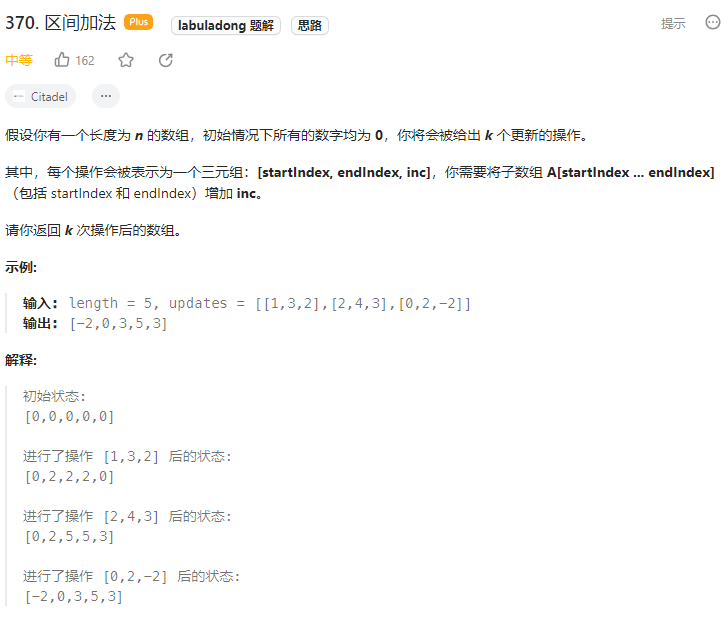 370. 区间加法 Plus labuladong 题解 思路 提示
中等 162
Citadel ...
假设你有一个长度为 n 的数组，初始情况下所有的数字均为 0，你将会被给出 k 个更新的操作。
其中，每个操作会被表示为一个三元组：[startIndex, endIndex, inc]，你需要将子数组 A[startIndex ... endIndex]
（包括 startIndex 和 endIndex）增加 inc。
请你返回 k 次操作后的数组。
示例:
输入: length = 5, updates = [[1,3,2],[2,4,3],[0,2,-2]]
输出: [-2,0,3,5,3]
解释:
初始状态:
[0,0,0,0,0]
进行了操作 [1,3,2] 后的状态:
[0,2,2,2,0]
进行了操作 [2,4,3] 后的状态:
[0,2,5,5,3]
进行了操作 [0,2,-2] 后的状态:
[-2,0,3,5,3]